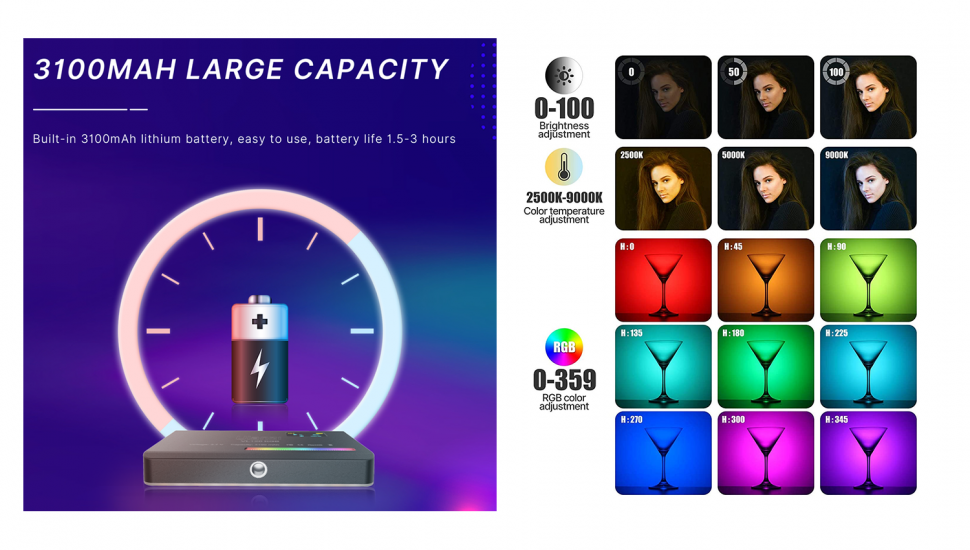 3100MAH LARGE CAPACITY
Built-in 3100mAh lithium battery, easy to use, battery life 1.5-3 hours
0-100
Brightness
adjustment
0
50
100
2500K-9000K
Color temperature
adjustment
2500K
5000K
9000K
RGB
0-359
RGB color
adjustment
H:0
H:45
H:90
H:135
H:180
H:225
H:270
H:300
H:345